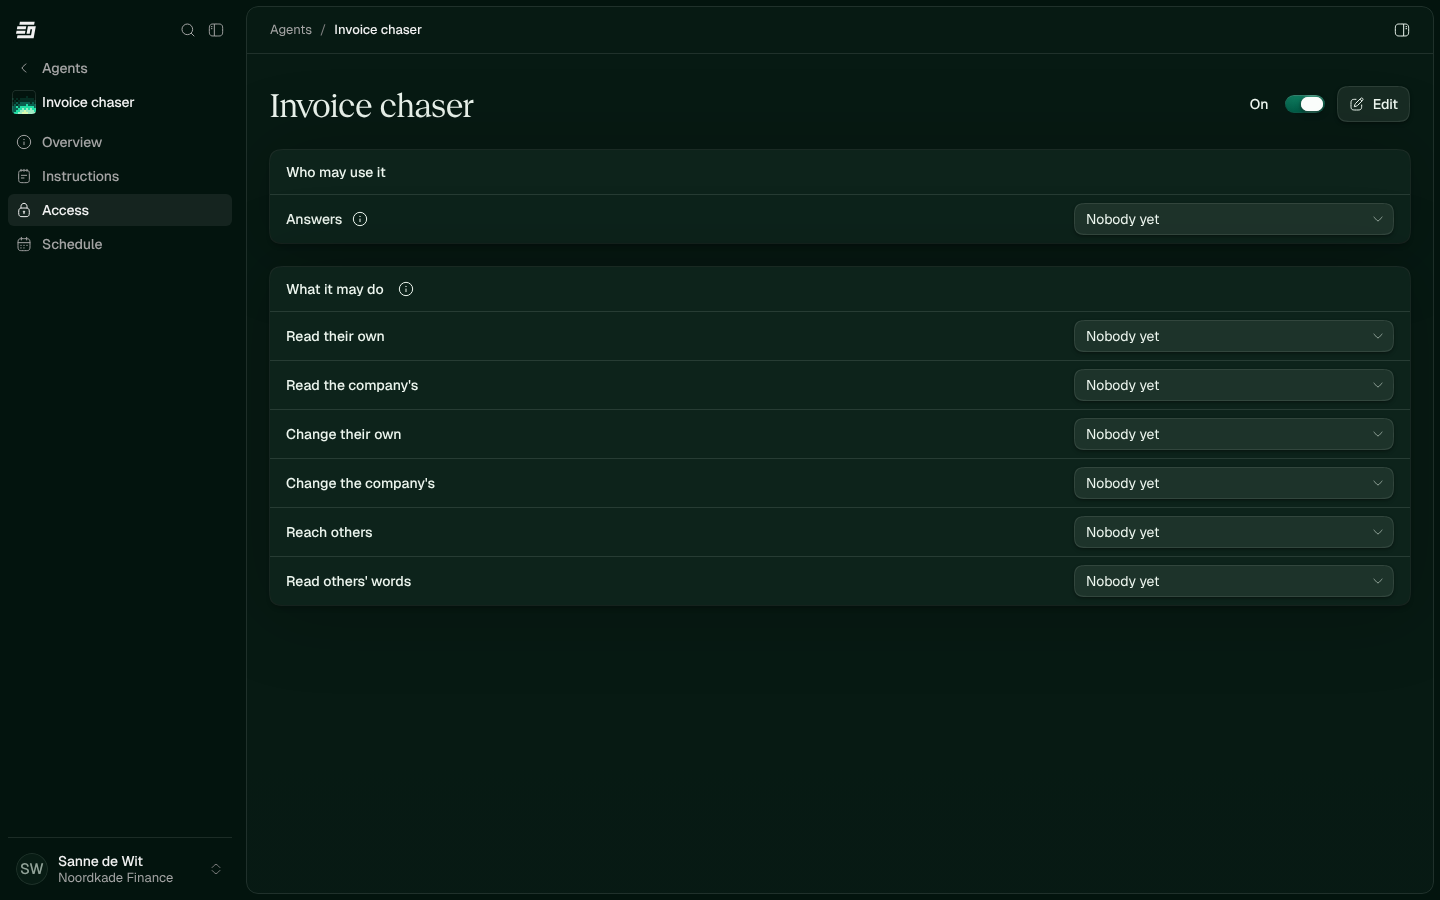 Agents / Invoice chaser
Agents
Invoice chaser
Overview
Instructions
Access
Schedule
Invoice chaser
On
Edit
Who may use it
Answers
Nobody yet
What it may do
Read their own
Nobody yet
Read the company's
Nobody yet
Change their own
Nobody yet
Change the company's
Nobody yet
Reach others
Nobody yet
Read others' words
Nobody yet
SW
Sanne de Wit
Noordkade Finance